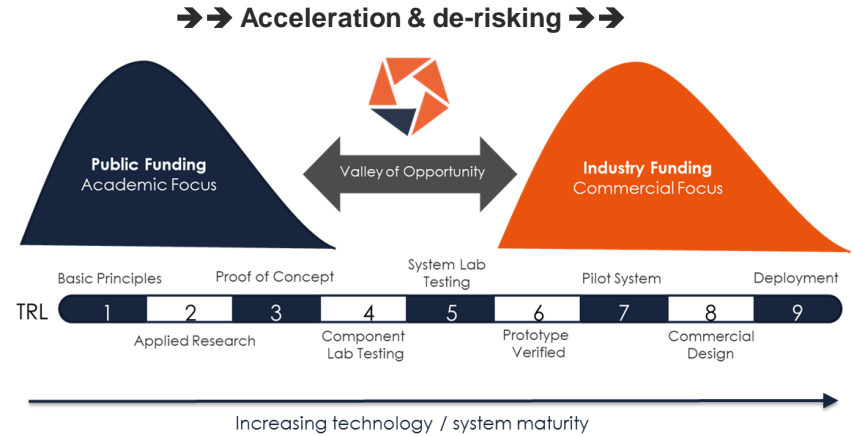 ➔➔ Acceleration & de-risking ➔➔
Public Funding
Academic Focus
Valley of Opportunity
Industry Funding
Commercial Focus
Basic Principles
Proof of Concept
System Lab
Testing
Pilot System
Deployment
TRL 1 2 3 4 5 6 7 8 9
Applied Research
Component
Lab Testing
Prototype
Verified
Commercial
Design
Increasing technology / system maturity